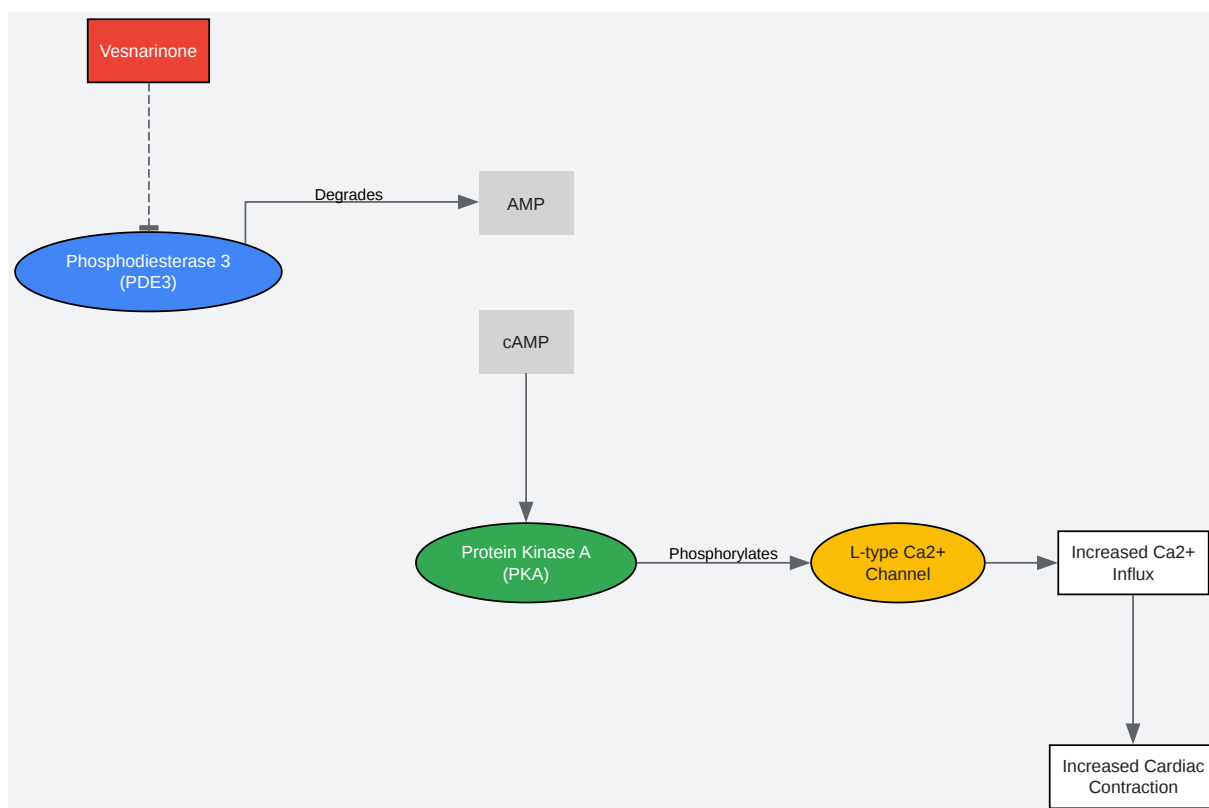 Vesnarinone
Degrades
AMP
Phosphodiesterase 3
(PDE3)
cAMP
Protein Kinase A
(PKA)
Phosphorylates
L-type Ca2+
Channel
Increased Ca2+
Influx
Increased Cardiac
Contraction